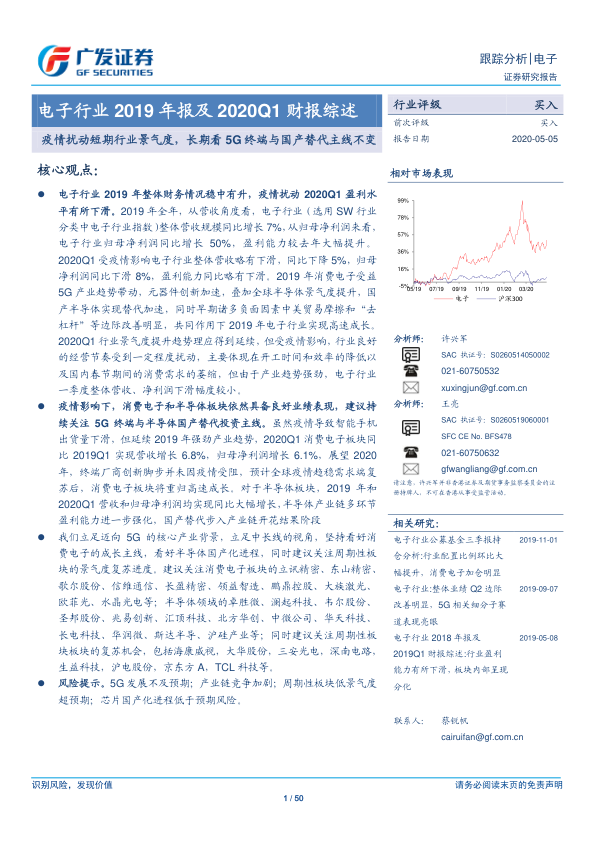 广发证券
GF SECURITIES
跟踪分析|电子
证券研究报告
电子行业 2019 年报及 2020Q1 财报综述
疫情扰动短期行业景气度，长期看 5G 终端与国产替代主线不变
核心观点：
● 电子行业 2019 年整体财务情况稳中有升，疫情扰动 2020Q1 盈利水
平有所下滑。2019 年全年，从营收角度看，电子行业（选用 SW 行业
分类中电子行业指数）整体营收规模同比增长 7%，从归母净利润来看，
电子行业归母净利润同比增长 50%，盈利能力较去年大幅提升。
2020Q1 受疫情影响电子行业整体营收略有下滑，同比下降 5%，归母
净利润同比下滑 8%，盈利能力同比略有下滑。2019 年消费电子受益
5G 产业趋势带动，元器件创新加速，叠加全球半导体景气度提升，国
产半导体实现替代加速，同时早期诸多负面因素中美贸易摩擦和“去
杠杆”等边际改善明显，共同作用下 2019 年电子行业实现高速成长。
2020Q1 行业景气度提升趋势理应得到延续，但受疫情影响，行业良好
的经营节奏受到一定程度扰动，主要体现在开工时间和效率的降低以
及国内春节期间的消费需求的萎缩，但由于产业趋势强劲，电子行业
一季度整体营收、净利润下滑幅度较小。
● 疫情影响下，消费电子和半导体板块依然具备良好业绩表现，建议持
续关注 5G 终端与半导体国产替代投资主线。虽然疫情导致智能手机
出货量下滑，但延续 2019 年强劲产业趋势，2020Q1 消费电子板块同
比 2019Q1 实现营收增长 6.8%，归母净利润增长 6.1%，展望 2020
年，终端厂商创新脚步并未因疫情受阻，预计全球疫情趋稳需求端复
苏后，消费电子板块将重归高速成长。对于半导体板块，2019 年和
2020Q1 营收和归母净利润均实现同比大幅增长，半导体产业链多环节
盈利能力进一步强化，国产替代步入产业链开花结果阶段
● 我们立足迈向 5G 的核心产业背景，立足中长线的视角，坚持看好消
费电子的成长主线，看好半导体国产化进程，同时建议关注周期性板
块的景气度复苏进度。建议关注消费电子板块的立讯精密、东山精密、
歌尔股份、信维通信、长盈精密、领益智造、鹏鼎控股、大族激光、
欧菲光、水晶光电等；半导体领域的卓胜微、澜起科技、韦尔股份、
圣邦股份、兆易创新、汇顶科技、北方华创、中微公司、华天科技、
长电科技、华润微、斯达半导、沪硅产业等；同时建议关注周期性板
块板块的复苏机会，包括海康威视，大华股份，三安光电，深南电路，
生益科技，沪电股份，京东方 A，TCL 科技等。
● 风险提示。5G 发展不及预期；产业链竞争加剧；周期性板块低景气度
超预期；芯片国产化进程低于预期风险。
行业评级 买入
前次评级 买入
报告日期 2020-05-05
相对市场表现
99%
78%
57%
36%
16%
-5%
05/19 07/19 09/19 11/19 01/20 03/20
电子 沪深300
分析师： 许兴军
SAC 执证号：S0260514050002
021-60750532
xuxingjun@gf.com.cn
分析师： 王亮
SAC 执证号：S0260519060001
SFC CE No. BFS478
021-60750632
gfwangliang@gf.com.cn
请注意，许兴军并非香港证券及期货事务监察委员会的注
册持牌人，不可在香港从事受监管活动。
相关研究：
电子行业公募基金三季报持 2019-11-01
仓分析:行业配置比例环比大
幅提升，消费电子加仓明显
电子行业:整体业绩 Q2 边际 2019-09-07
改善明显，5G 相关细分子赛
道表现亮眼
电子行业 2018 年报及 2019-05-08
2019Q1 财报综述:行业盈利
能力有所下滑，板块内部呈现
分化
联系人： 蔡锐帆
cairuifan@gf.com.cn
识别风险，发现价值
请务必阅读末页的免责声明
1 / 50